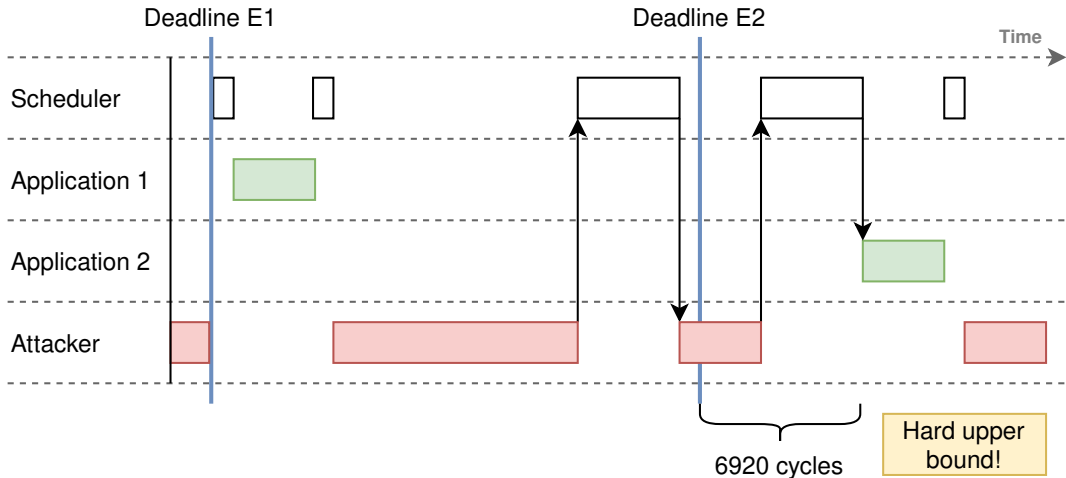 Deadline E1
Deadline E2
Time
Scheduler
Application 1
Application 2
Attacker
6920 cycles
Hard upper
bound!